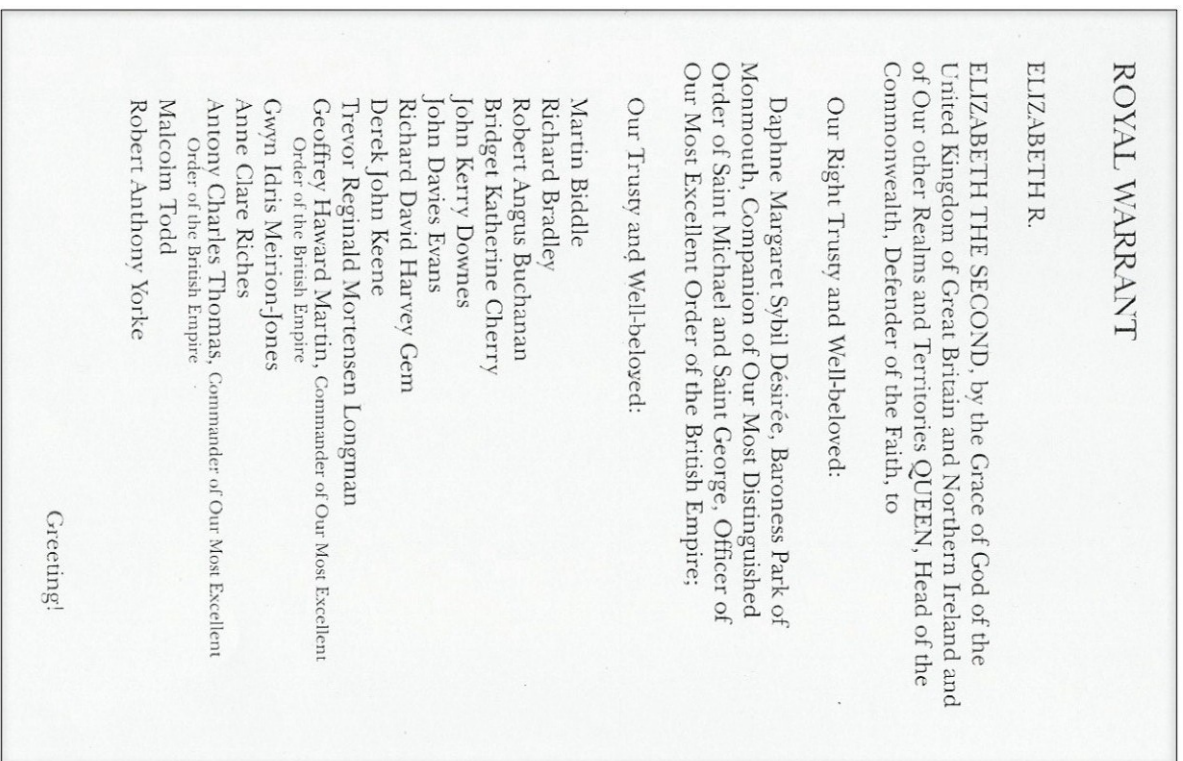 ROYAL WARRANT
ELIZABETH R.
ELIZABETH THE SECOND, by the Grace of God of the
United Kingdom of Great Britain and Northern Ireland and
of Our other Realms and Territories QUEEN, Head of the
Commonwealth, Defender of the Faith, to
Our Right Trusty and Well-beloved:
Daphne Margaret Sybil Désirée, Baroness Park of
Monmouth, Companion of Our Most Distinguished
Order of Saint Michael and Saint George, Officer of
Our Most Excellent Order of the British Empire;
Our Trusty and Well-beloved:
Martin Biddle
Richard Bradley
Robert Angus Buchanan
Bridget Katherine Cherry
John Kerry Downes
John Davies Evans
Richard David Harvey Gem
Derek John Keene
Trevor Reginald Mortensen Longman
Geoffrey Haward Martin, Commander of Our Most Excellent
Order of the British Empire
Gwyn Idris Meirion-Jones
Anne Clare Riches
Antony Charles Thomas, Commander of Our Most Excellent
Order of the British Empire
Malcolm Todd
Robert Anthony Yorke
Greeting!